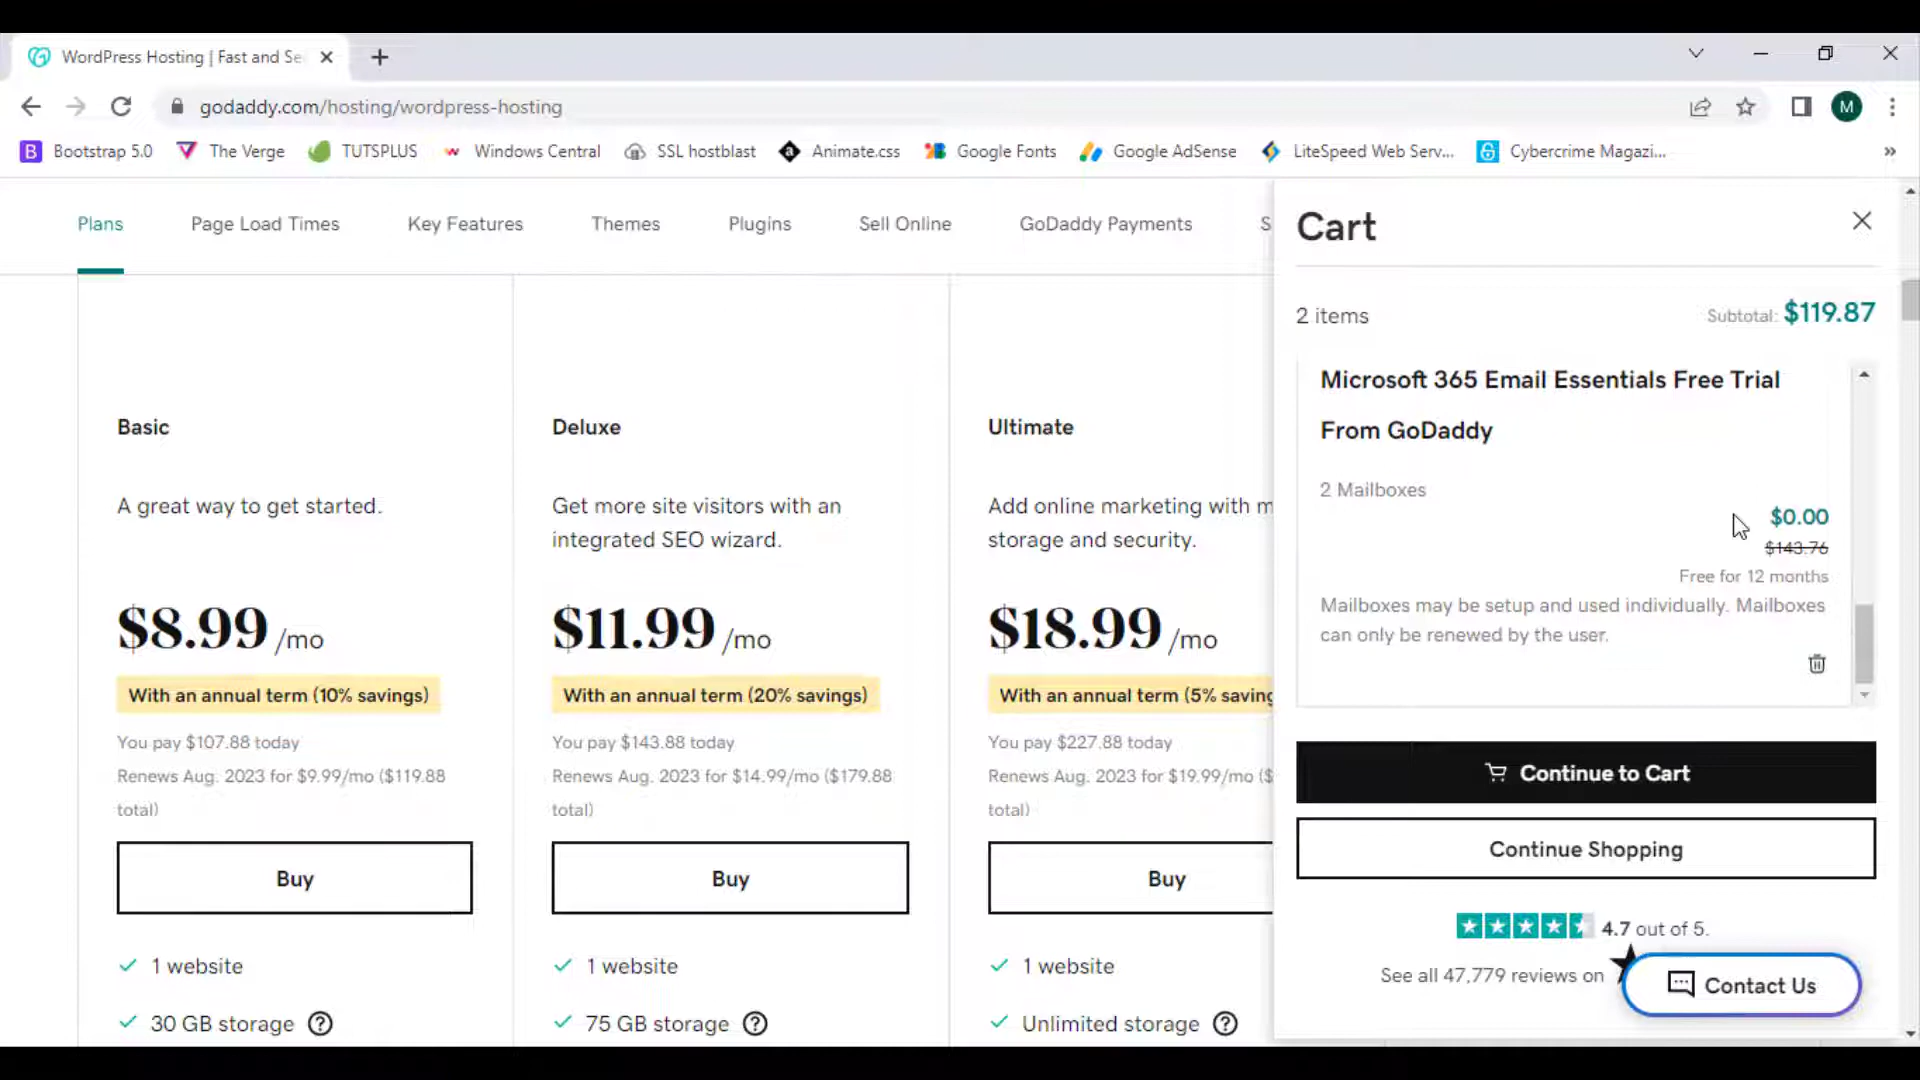 WordPress Hosting | Fast and Se
godaddy.com/hosting/wordpress-hosting
M
B Bootstrap 5.0
The Verge
TUTSPLUS
Windows Central
SSL hostblast
Animate.css
Google Fonts
Google AdSense
LiteSpeed Web Serv...
Cybercrime Magazi...
»
Plans
Page Load Times
Key Features
Themes
Plugins
Sell Online
GoDaddy Payments
S
Basic
A great way to get started.
$8.99 /mo
With an annual term (10% savings)
You pay $107.88 today
Renews Aug. 2023 for $9.99/mo ($119.88
total)
Buy
1 website
30 GB storage ?
Deluxe
Get more site visitors with an
integrated SEO wizard.
$11.99 /mo
With an annual term (20% savings)
You pay $143.88 today
Renews Aug. 2023 for $14.99/mo ($179.88
total)
Buy
1 website
75 GB storage ?
Ultimate
Add online marketing with m
storage and security.
$18.99 /mo
With an annual term (5% saving
You pay $227.88 today
Renews Aug. 2023 for $19.99/mo ($
total)
Buy
1 website
Unlimited storage ?
Cart
2 items
Subtotal: $119.87
Microsoft 365 Email Essentials Free Trial
From GoDaddy
2 Mailboxes
$0.00
$143.76
Free for 12 months
Mailboxes may be setup and used individually. Mailboxes
can only be renewed by the user.
Continue to Cart
Continue Shopping
4.7 out of 5.
See all 47,779 reviews on
Contact Us